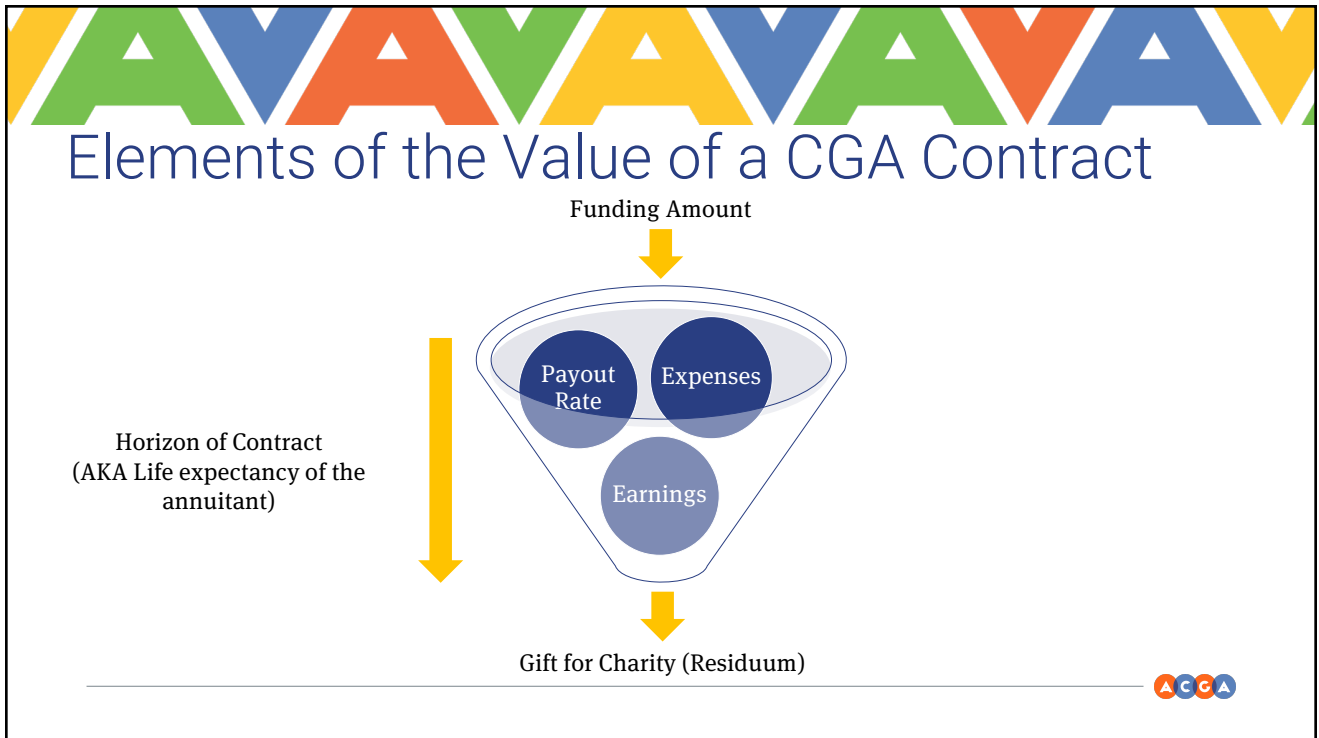 Elements of the Value of a CGA Contract
Funding Amount
Payout
Rate
Expenses
Earnings
Horizon of Contract
(AKA Life expectancy of the
annuitant)
Gift for Charity (Residuum)
ACGA